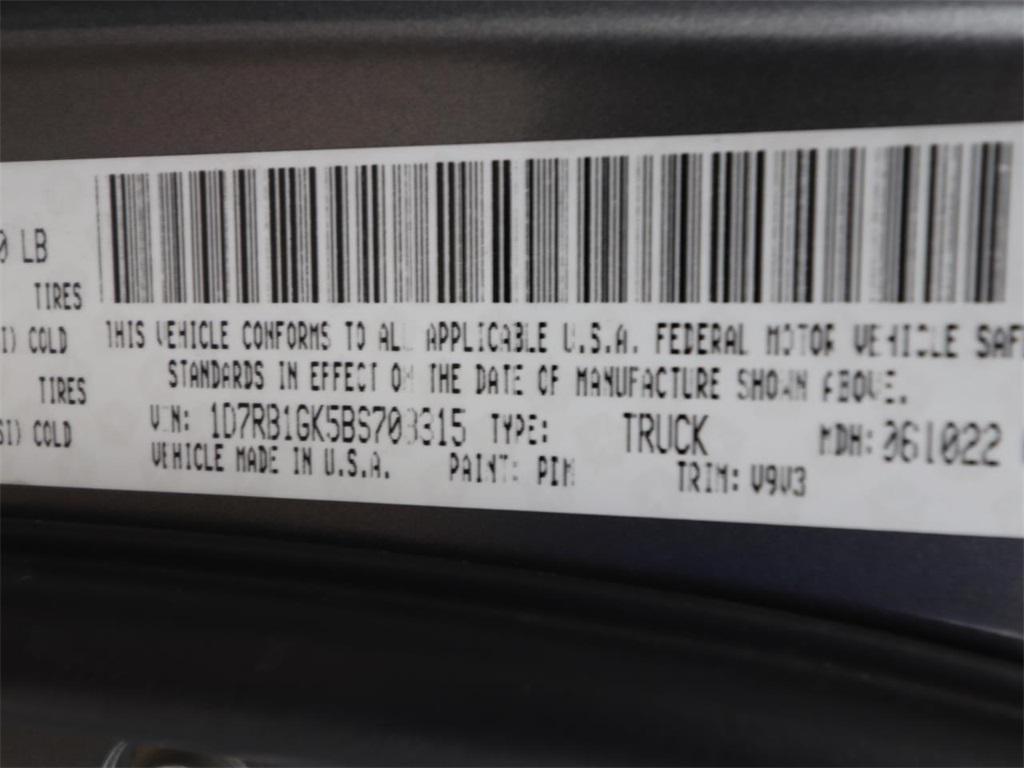 0 LB
TIRES
I) COLD
TIRES
SI) COLD
THIS VEHICLE CONFORMS TO ALL APPLICABLE U.S.A. FEDERAL MOTOR VEHICLE SAF
STANDARDS IN EFFECT ON THE DATE OF MANUFACTURE SHOWN ABOVE.
VIN: 1D7RB1GK5BS703315 TYPE: TRUCK MDH: 061022
VEHICLE MADE IN U.S.A. PAINT: PDM TRIM: V9V3